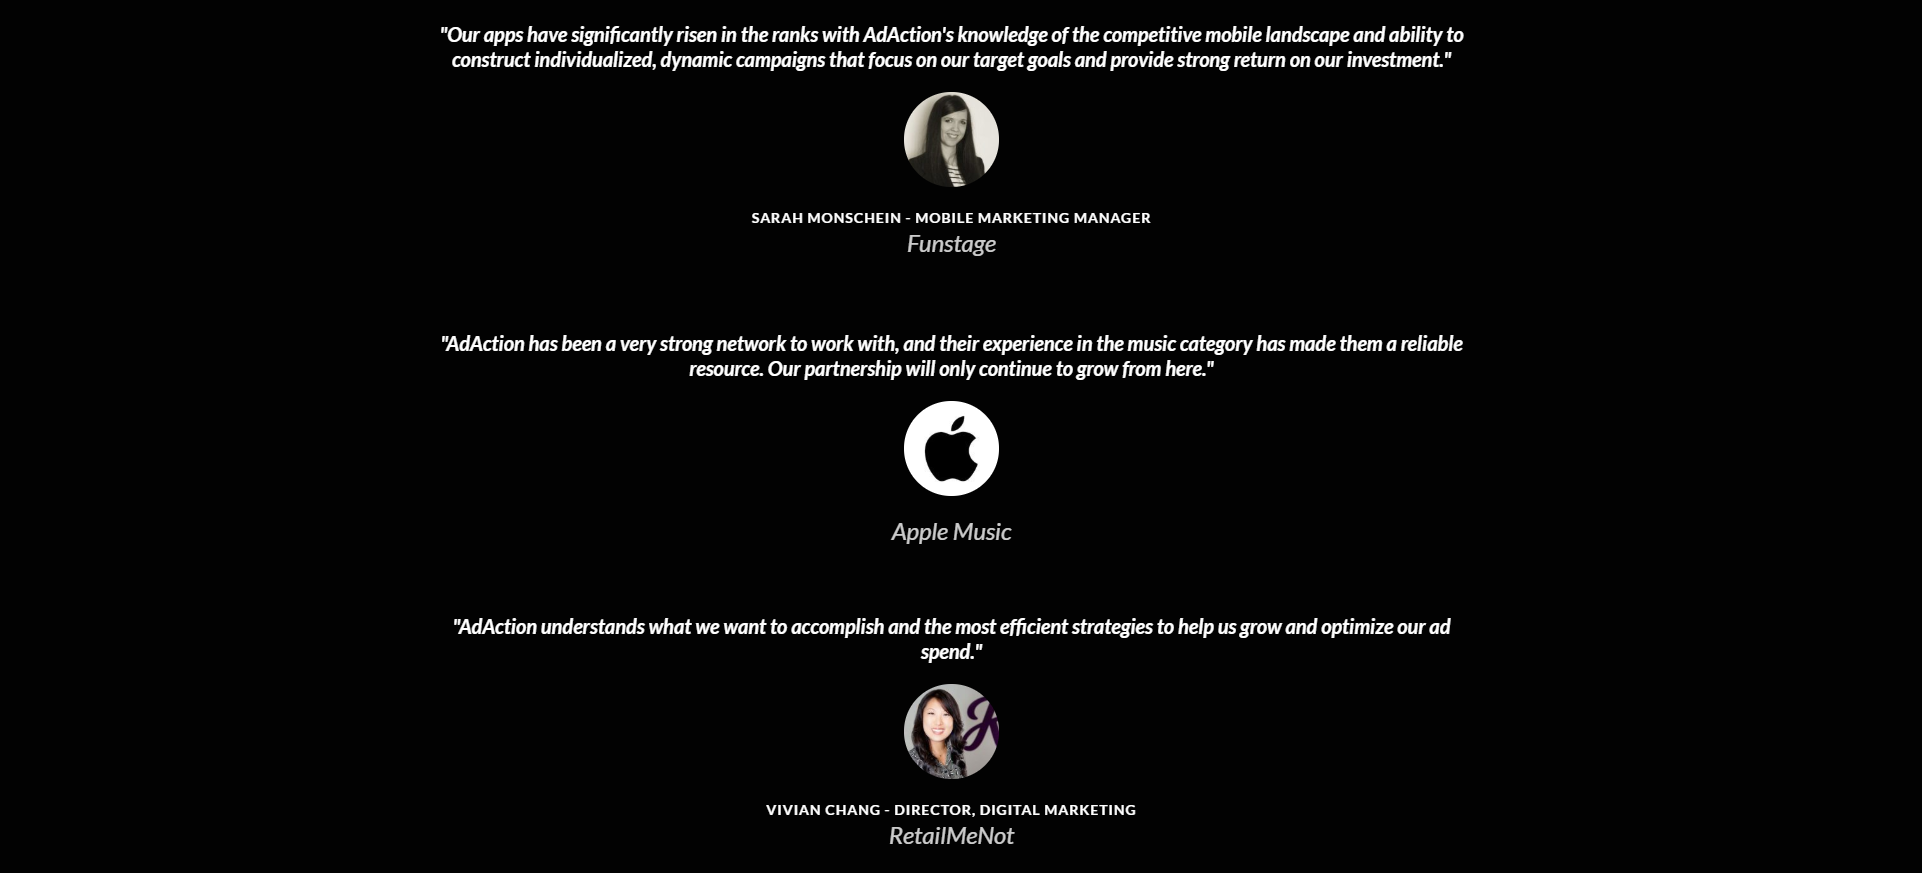 "Our apps have significantly risen in the ranks with AdAction's knowledge of the competitive mobile landscape and ability to
construct individualized, dynamic campaigns that focus on our target goals and provide strong return on our investment."
SARAH MONSCHEIN - MOBILE MARKETING MANAGER
Funstage
"AdAction has been a very strong network to work with, and their experience in the music category has made them a reliable
resource. Our partnership will only continue to grow from here."
Apple Music
"AdAction understands what we want to accomplish and the most efficient strategies to help us grow and optimize our ad
spend."
VIVIAN CHANG - DIRECTOR, DIGITAL MARKETING
RetailMeNot